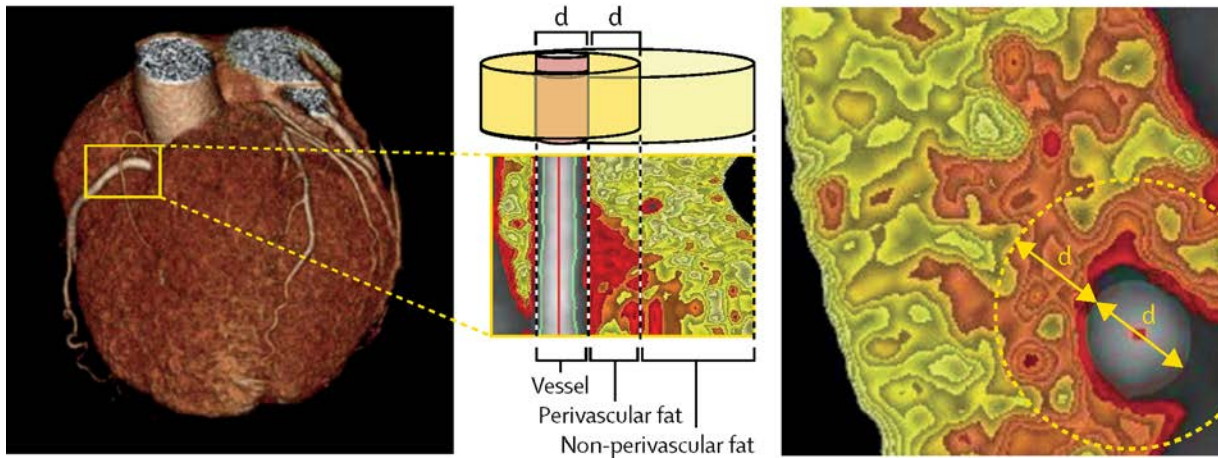 d d
Vessel
Perivascular fat
Non-perivascular fat
d
d